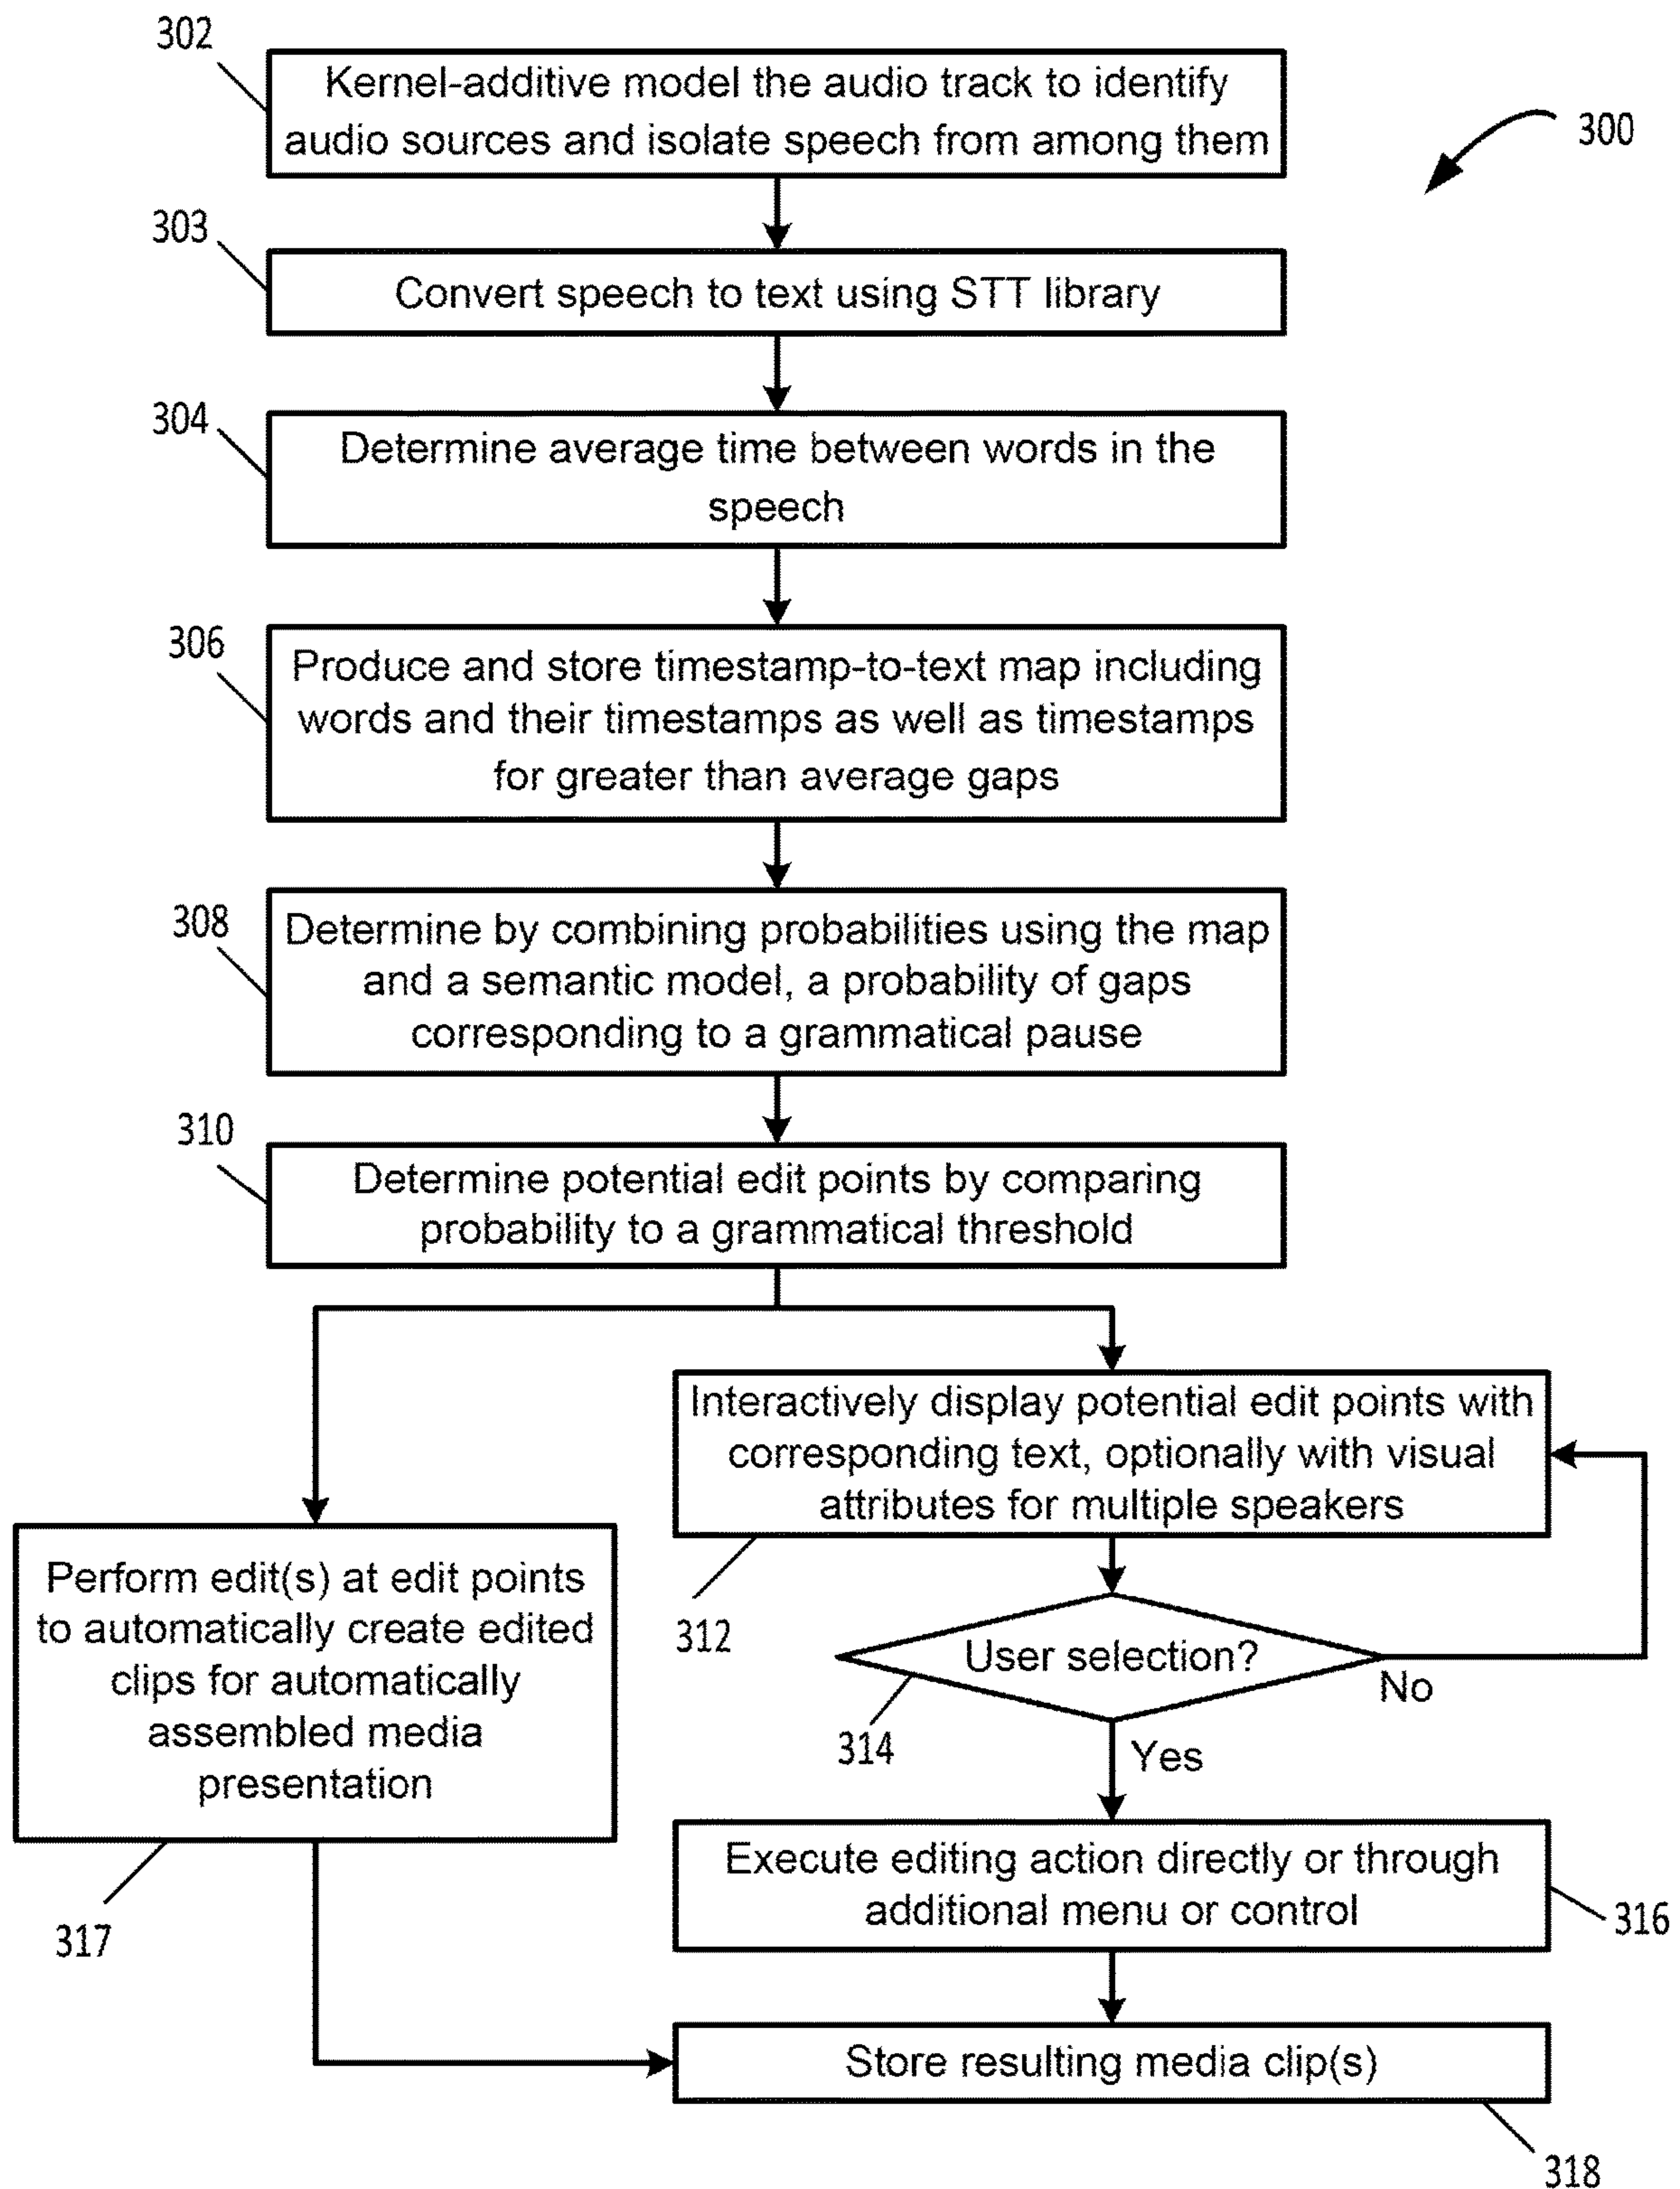 302
Kernel-additive model the audio track to identify
audio sources and isolate speech from among them
300
303
Convert speech to text using STT library
304
Determine average time between words in the
speech
306
Produce and store timestamp-to-text map including
words and their timestamps as well as timestamps
for greater than average gaps
308
Determine by combining probabilities using the map
and a semantic model, a probability of gaps
corresponding to a grammatical pause
310
Determine potential edit points by comparing
probability to a grammatical threshold
Interactively display potential edit points with
corresponding text, optionally with visual
attributes for multiple speakers
312
Perform edit(s) at edit points
to automatically create edited
clips for automatically
assembled media
presentation
317
User selection?
No
314
Yes
Execute editing action directly or through
additional menu or control
316
Store resulting media clip(s)
318